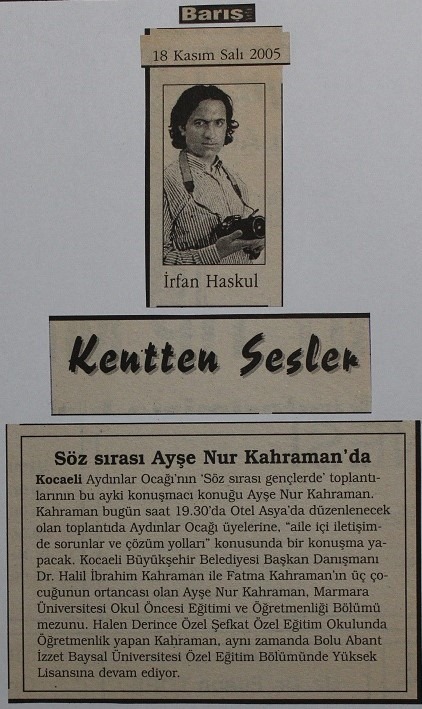 Barış
18 Kasım Salı 2005
İrfan Haskul
Kentten Sesler
Söz sırası Ayşe Nur Kahraman'da
Kocaeli Aydınlar Ocağı'nın 'Söz sırası gençlerde' toplantı-
larının bu ayki konuşmacı konuğu Ayşe Nur Kahraman.
Kahraman bugün saat 19.30'da Otel Asya'da düzenlenecek
olan toplantıda Aydınlar Ocağı üyelerine, "aile içi iletişim-
de sorunlar ve çözüm yolları" konusunda bir konuşma ya-
pacak. Kocaeli Büyükşehir Belediyesi Başkan Danışmanı
Dr. Halil İbrahim Kahraman ile Fatma Kahraman'ın üç ço-
cuğunun ortancası olan Ayşe Nur Kahraman, Marmara
Üniversitesi Okul Öncesi Eğitimi ve Öğretmenliği Bölümü
mezunu. Halen Derince Özel Şefkat Özel Eğitim Okulunda
Öğretmenlik yapan Kahraman, aynı zamanda Bolu Abant
İzzet Baysal Üniversitesi Özel Eğitim Bölümünde Yüksek
Lisansına devam ediyor.